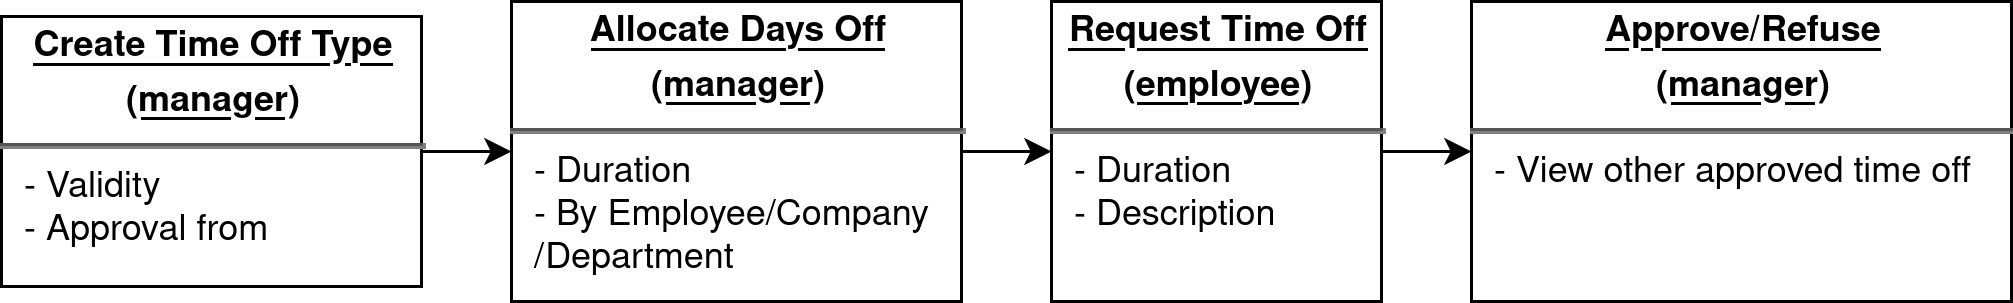 Create Time Off Type
(manager)
- Validity
- Approval from
Allocate Days Off
(manager)
- Duration
- By Employee/Company
/Department
Request Time Off
(employee)
- Duration
- Description
Approve/Refuse
(manager)
- View other approved time off